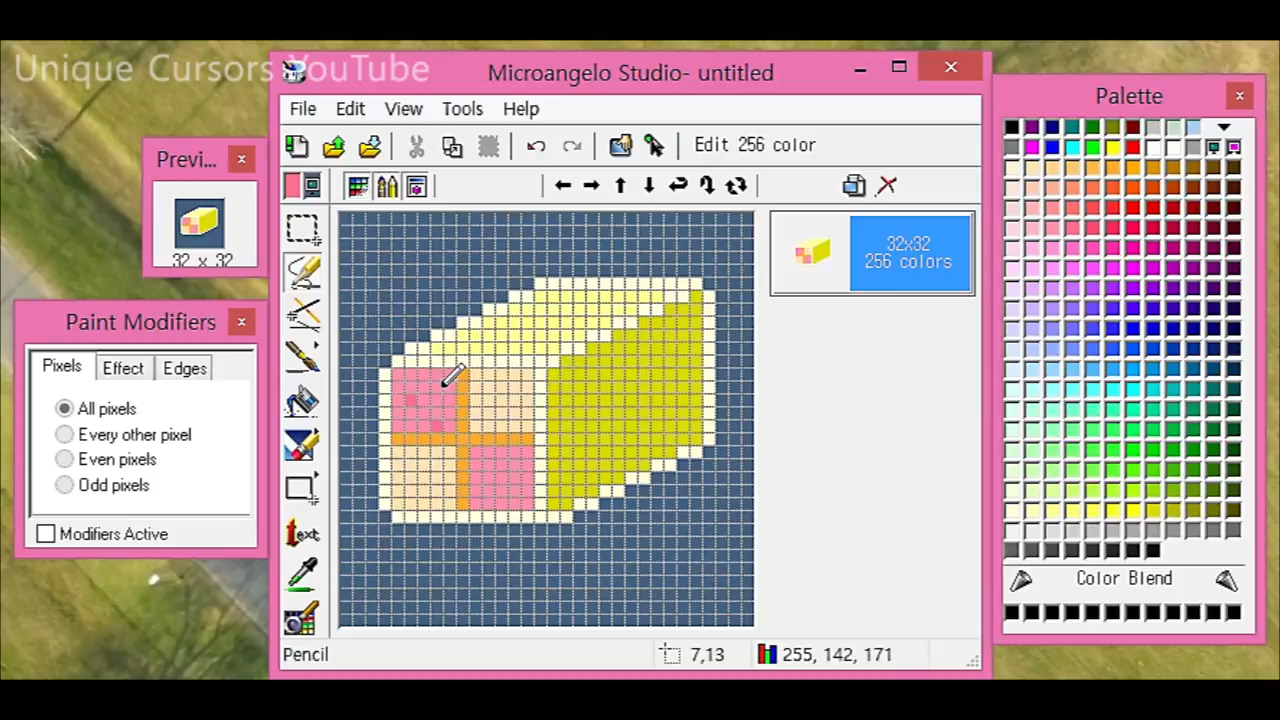 Unique Cursors YouTube
Microangelo Studio- untitled
File Edit View Tools Help
Edit 256 color
Previ...
32 x 32
Paint Modifiers
Pixels Effect Edges
All pixels
Every other pixel
Even pixels
Odd pixels
Modifiers Active
text
32x32
256 colors
Pencil
7,13
255, 142, 171
Palette
Color Blend